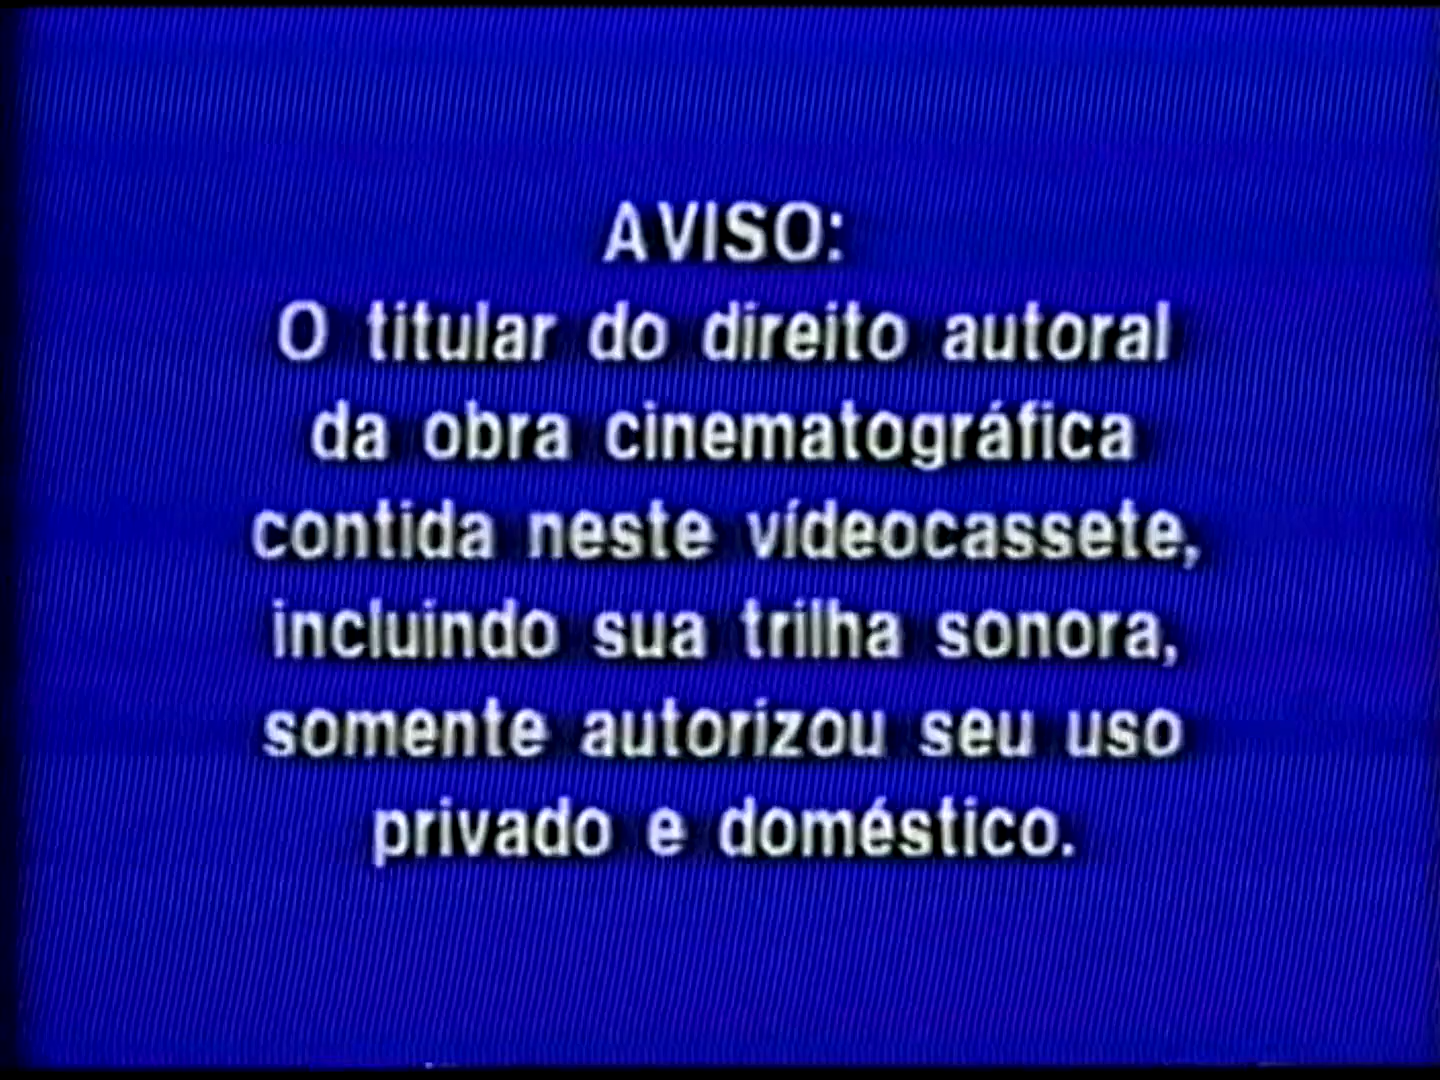 AVISO:
O titular do direito autoral
da obra cinematográfica
contida neste vídeocassete,
incluindo sua trilha sonora,
somente autorizou seu uso
privado e doméstico.